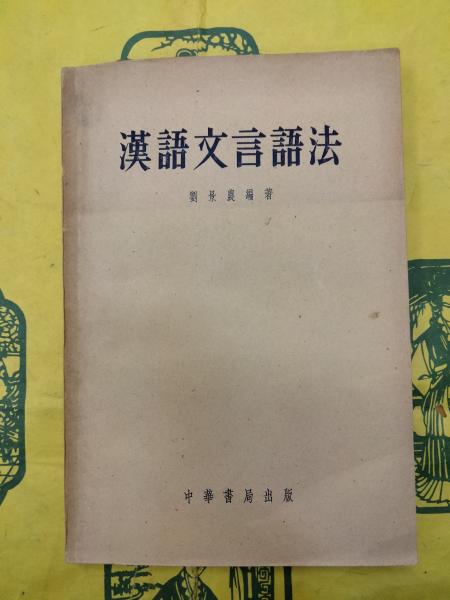 漢語文言語法
劉景農編著
中華書局出版